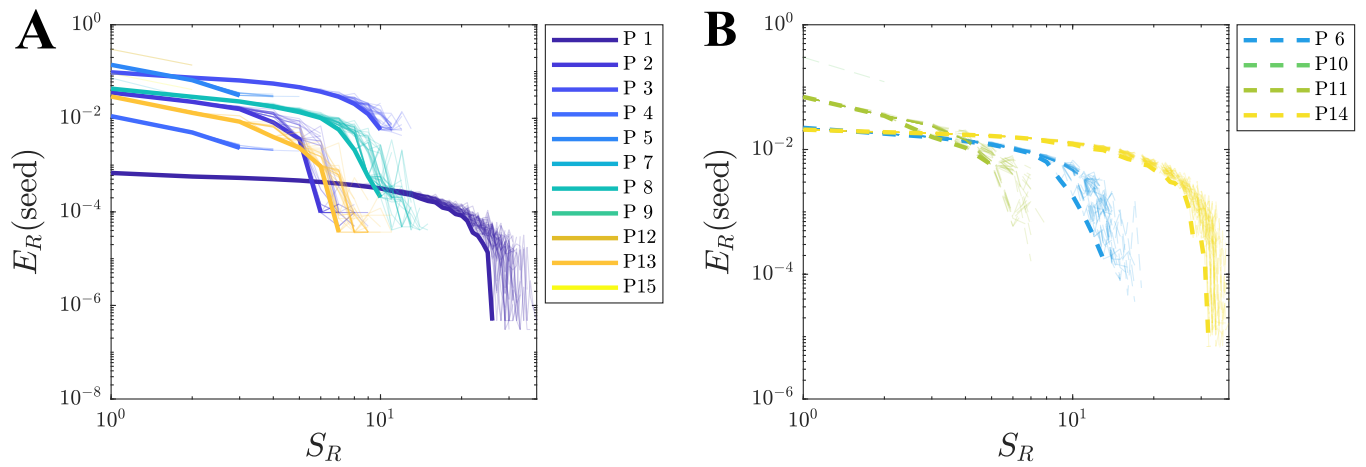 A
10^0
10^-2
10^-4
10^-6
10^-8
E_R(seed)
10^0
10^1
S_R
P 1
P 2
P 3
P 4
P 5
P 7
P 8
P 9
P12
P13
P15
B
10^0
10^-2
10^-4
10^-6
E_R(seed)
10^0
10^1
S_R
P 6
P10
P11
P14